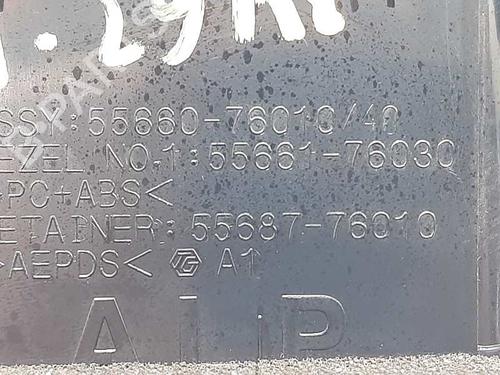 SSY:55660-76010/40
EZEL NO.1:55661-76030
>PC+ABS<
ETAINER:55687-76010
>AEPDS< A1